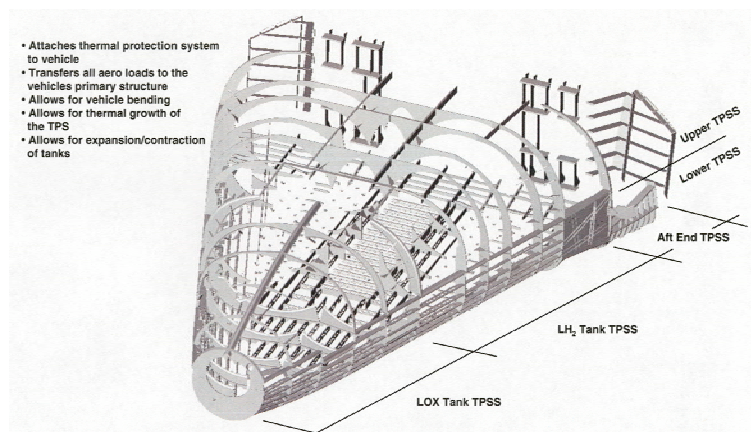 • Attaches thermal protection system
to vehicle
• Transfers all aero loads to the
vehicles primary structure
• Allows for vehicle bending
• Allows for thermal growth of
the TPS
• Allows for expansion/contraction
of tanks
Upper TPSS
Lower TPSS
Aft End TPSS
LH₂ Tank TPSS
LOX Tank TPSS